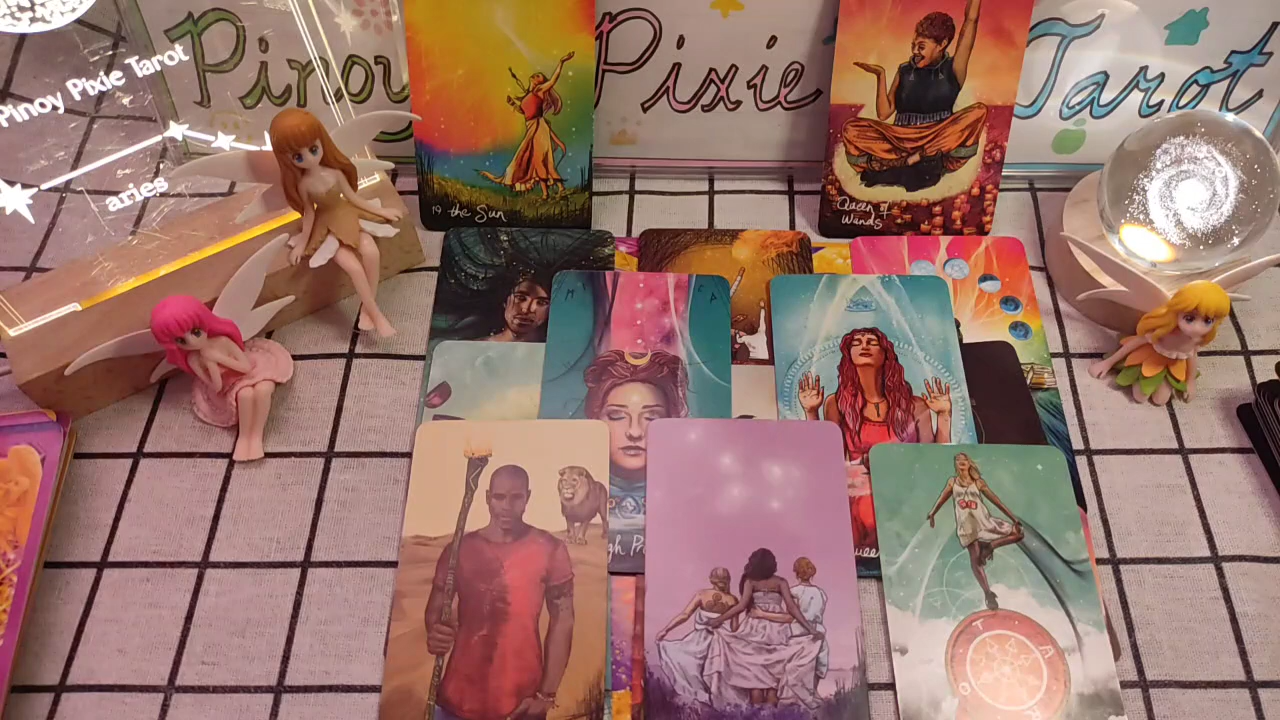 Pinoy Pixie Tarot
Pinoy Pixie Tarot
aries
19 the Sun
Queen of
Wands